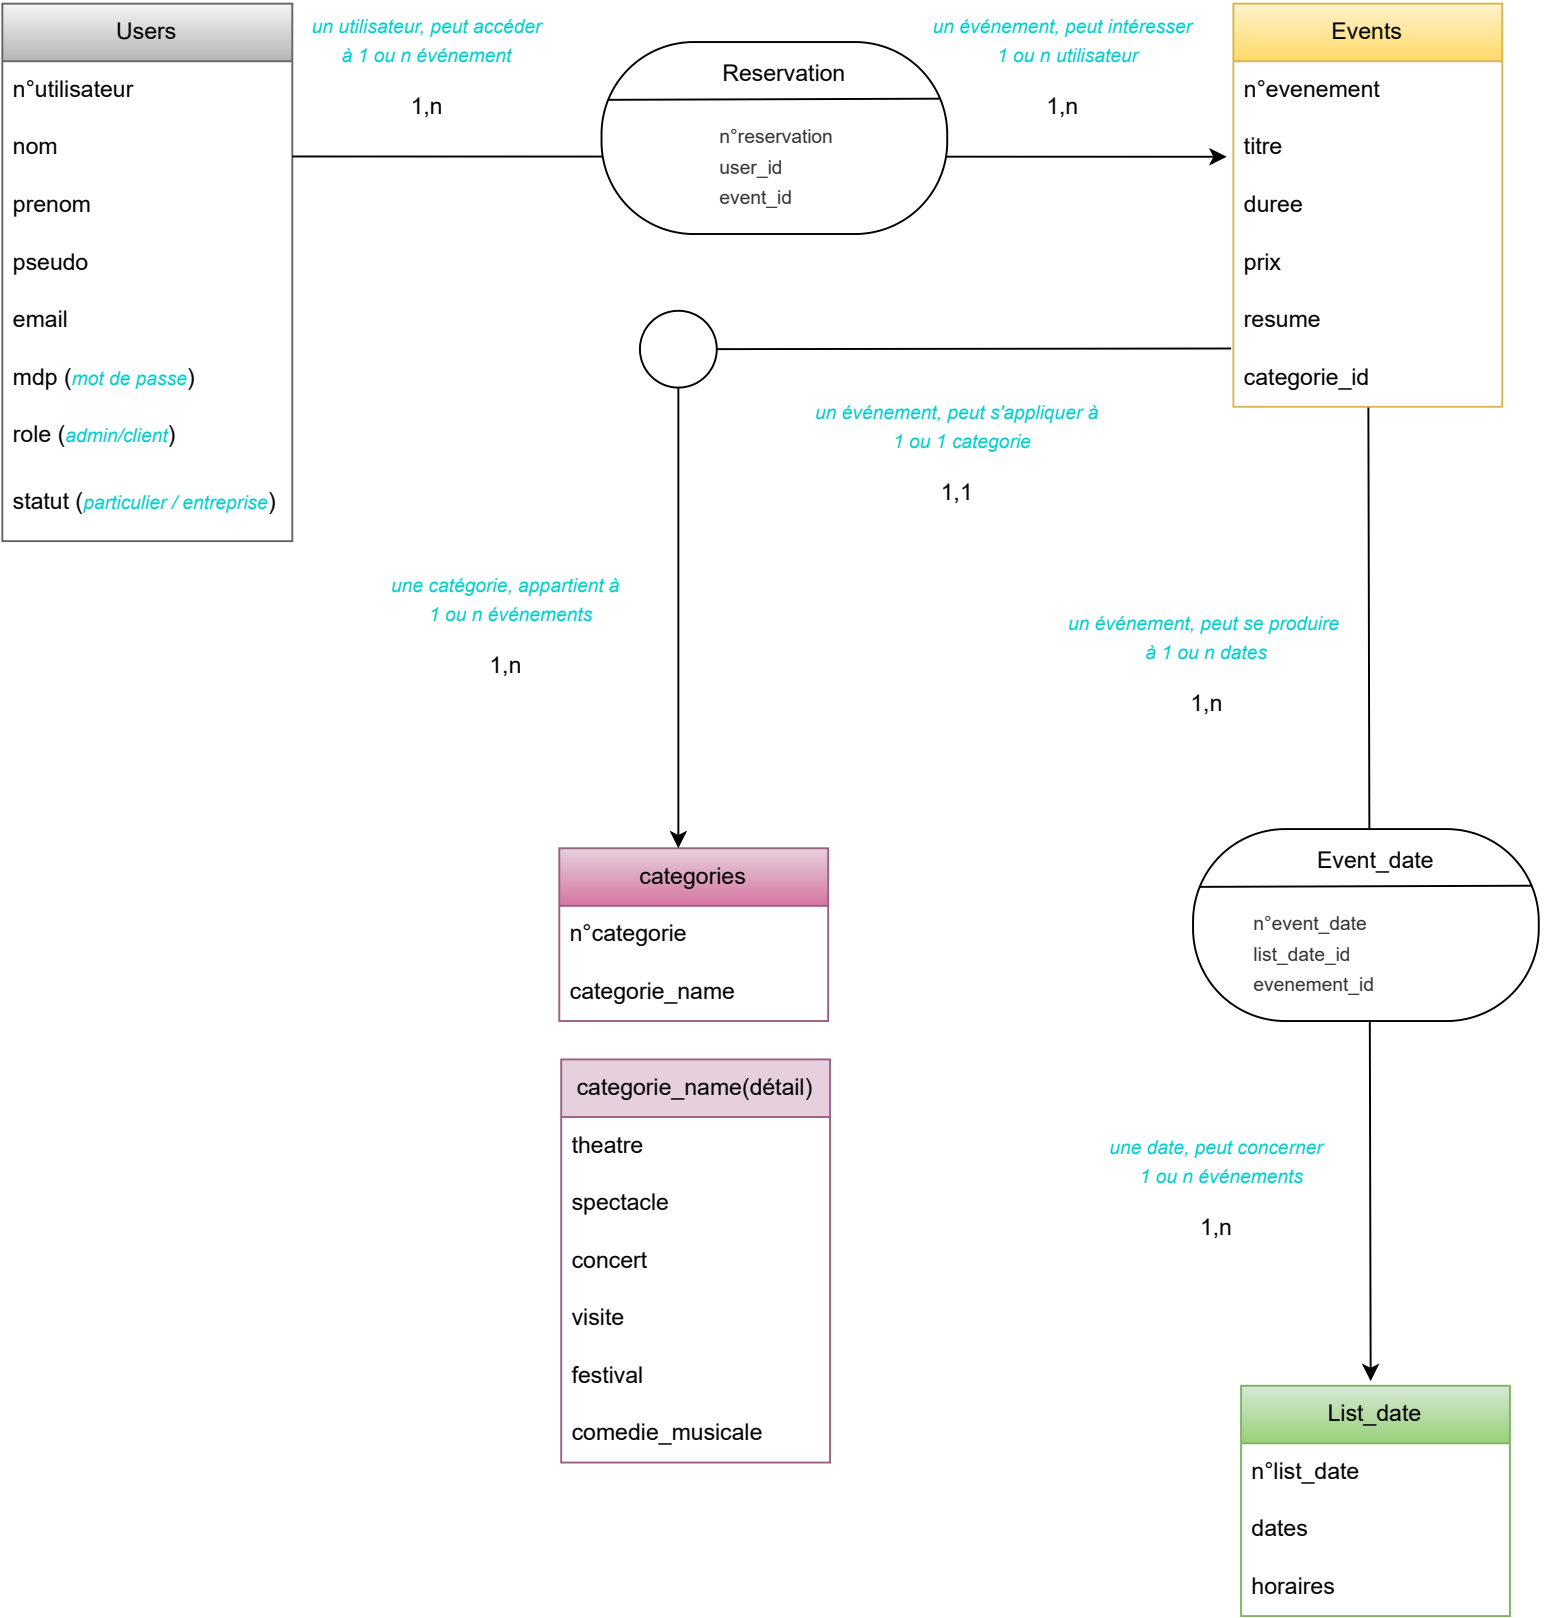 Users
n°utilisateur
nom
prenom
pseudo
email
mdp (mot de passe)
role (admin/client)
statut (particulier / entreprise)
un utilisateur, peut accéder
à 1 ou n événement
1,n
Reservation
n°reservation
user_id
event_id
un événement, peut intéresser
1 ou n utilisateur
1,n
Events
n°evenement
titre
duree
prix
resume
categorie_id
un événement, peut s'appliquer à
1 ou 1 categorie
1,1
une catégorie, appartient à
1 ou n événements
1,n
un événement, peut se produire
à 1 ou n dates
1,n
categories
n°categorie
categorie_name
categorie_name(détail)
theatre
spectacle
concert
visite
festival
comedie_musicale
Event_date
n°event_date
list_date_id
evenement_id
une date, peut concerner
1 ou n événements
1,n
List_date
n°list_date
dates
horaires